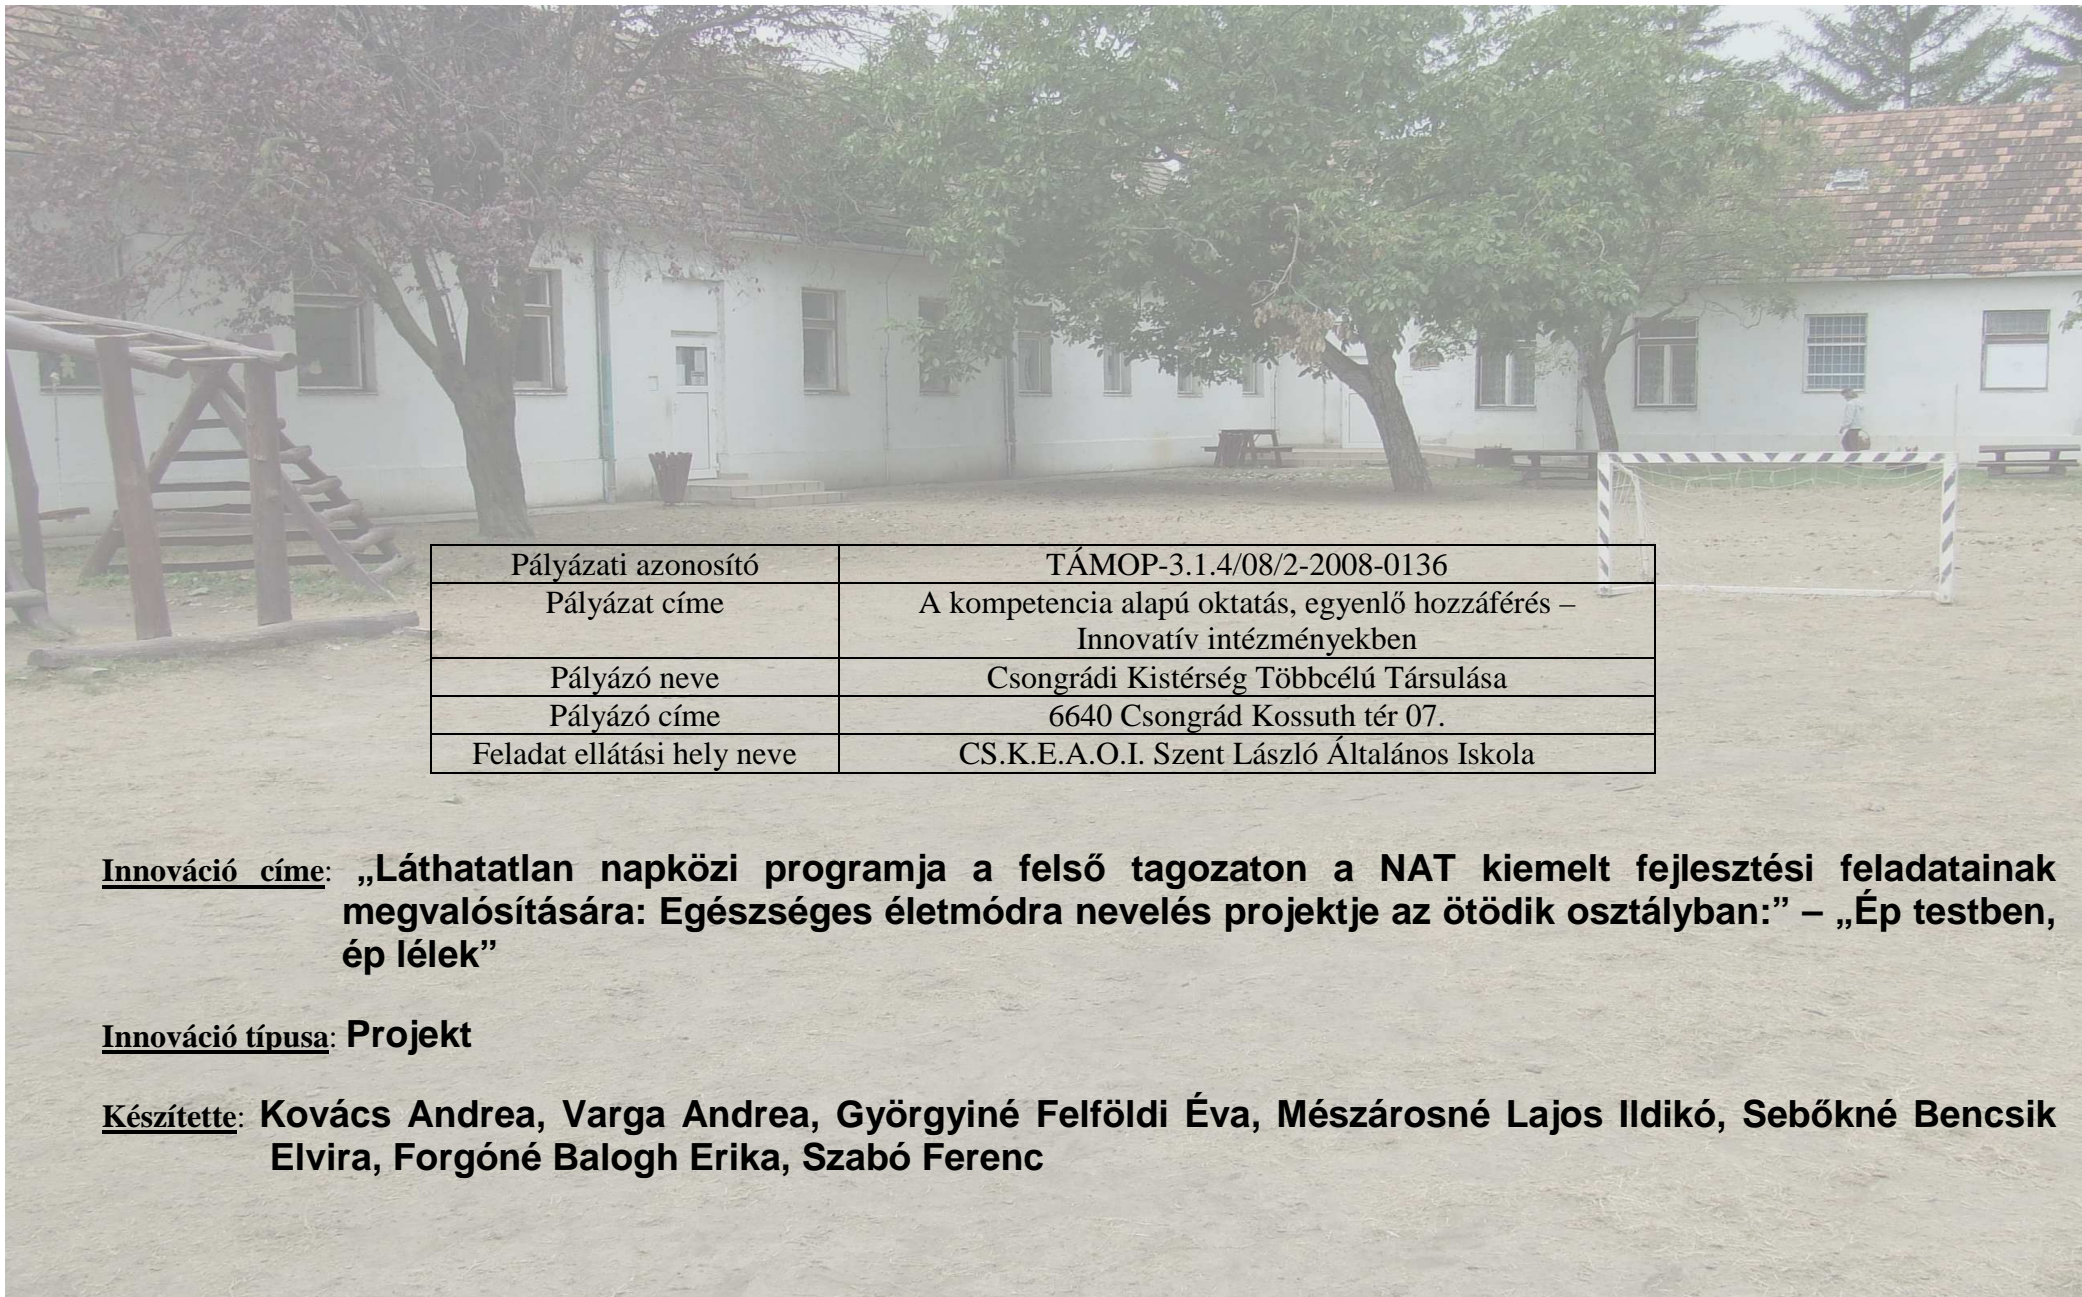 Pályázati azonosító TÁMOP-3.1.4/08/2-2008-0136
Pályázat címe A kompetencia alapú oktatás, egyenlő hozzáférés –
Innovatív intézményekben
Pályázó neve Csongrádi Kistérség Többcélú Társulása
Pályázó címe 6640 Csongrád Kossuth tér 07.
Feladat ellátási hely neve CS.K.E.A.O.I. Szent László Általános Iskola
Innováció címe: „Láthatatlan napközi programja a felső tagozaton a NAT kiemelt fejlesztési feladatainak
megvalósítására: Egészséges életmódra nevelés projektje az ötödik osztályban:” – „Ép testben,
ép lélek”
Innováció típusa: Projekt
Készítette: Kovács Andrea, Varga Andrea, Györgyiné Felföldi Éva, Mészárosné Lajos Ildikó, Sebőkné Bencsik
Elvira, Forgóné Balogh Erika, Szabó Ferenc